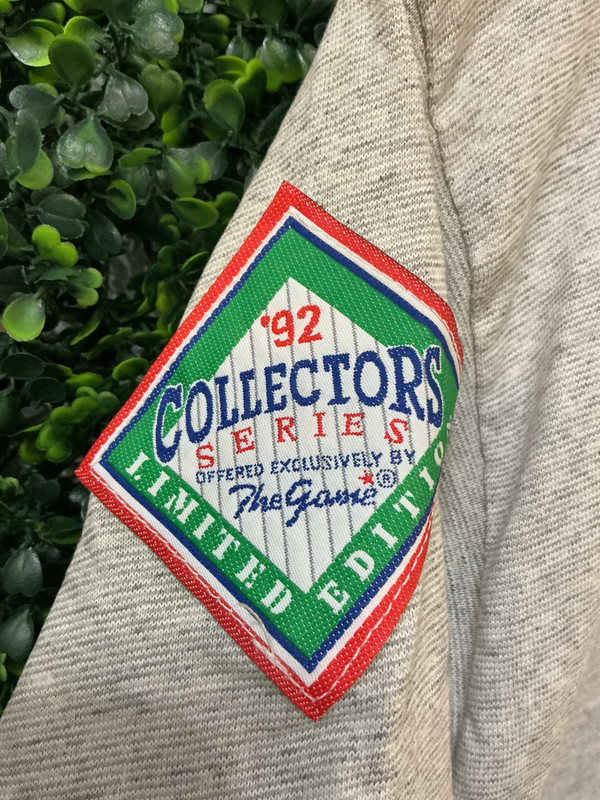 '92
COLLECTORS
SERIES
OFFERED EXCLUSIVELY BY
The Game ®
LIMITED EDITION